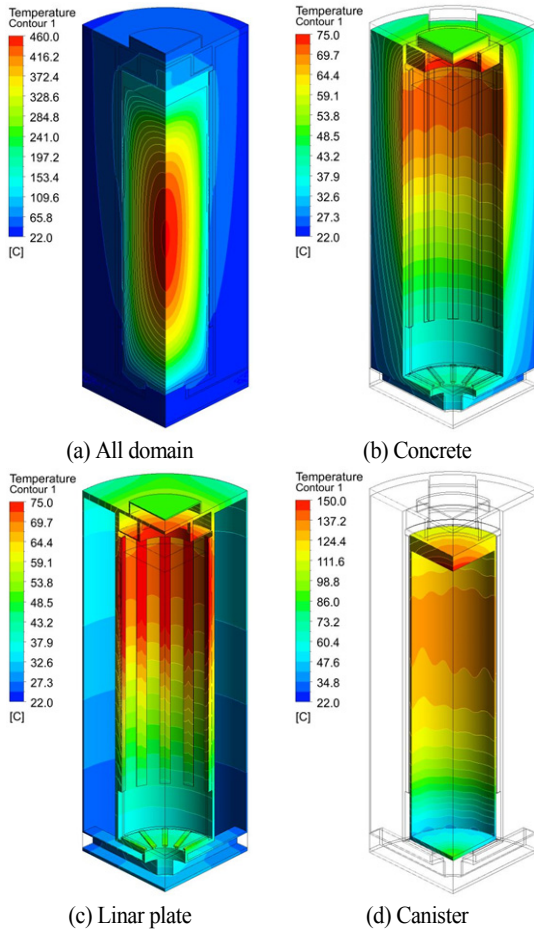 Temperature
Contour 1
460.0
416.2
372.4
328.6
284.8
241.0
197.2
153.4
109.6
65.8
22.0
[C]
(a) All domain
Temperature
Contour 1
75.0
69.7
64.4
59.1
53.8
48.5
43.2
37.9
32.6
27.3
22.0
[C]
(b) Concrete
Temperature
Contour 1
75.0
69.7
64.4
59.1
53.8
48.5
43.2
37.9
32.6
27.3
22.0
[C]
(c) Linar plate
Temperature
Contour 1
150.0
137.2
124.4
111.6
98.8
86.0
73.2
60.4
47.6
34.8
22.0
[C]
(d) Canister